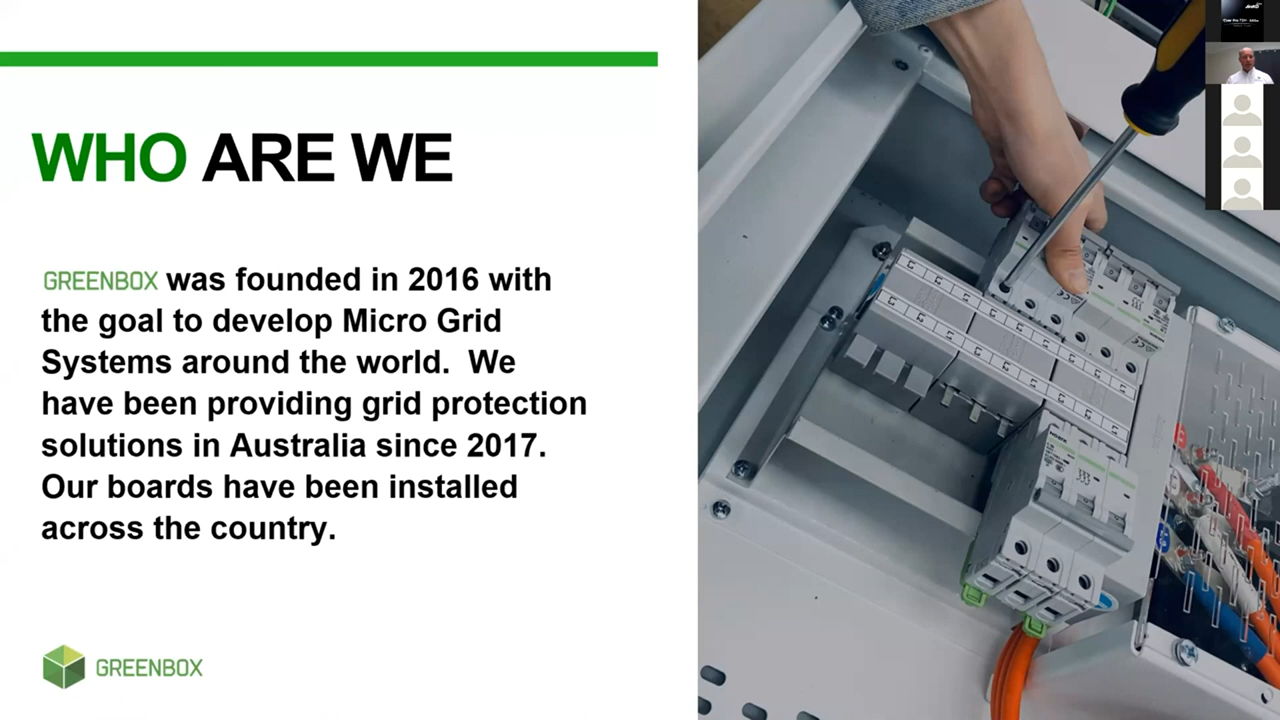 WHO ARE WE
GREENBOX was founded in 2016 with
the goal to develop Micro Grid
Systems around the world.  We
have been providing grid protection
solutions in Australia since 2017.
Our boards have been installed
across the country.
GREENBOX